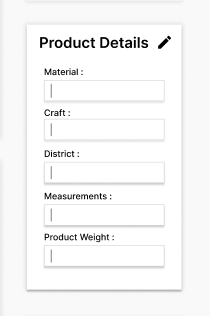 Product Details
Material :
Craft :
District :
Measurements :
Product Weight :